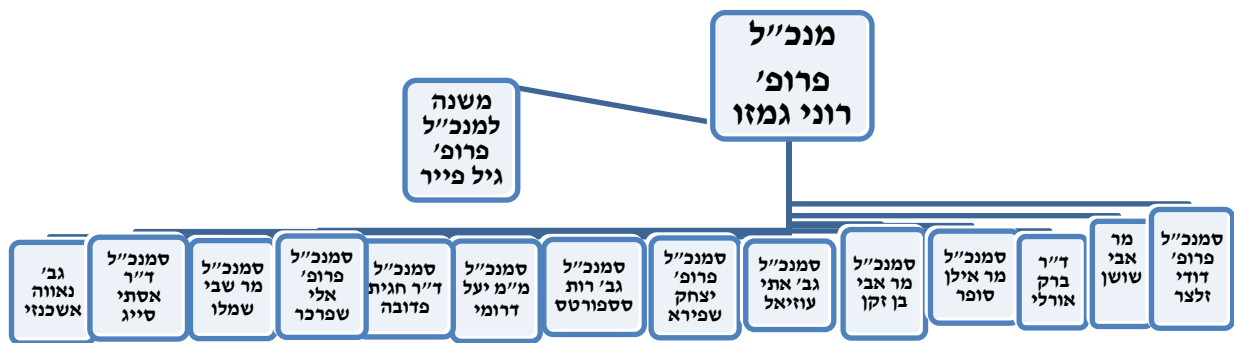 מנכ״ל
פרופ׳
רוני גמזו
משנה
למנכ״ל
פרופ׳
גיל פייר
סמנכ״ל
פרופ׳
דודי
זלצר
מר
אבי
שושן
ד״ר
ברק
אורלי
סמנכ״ל
מר אילן
סופר
סמנכ״ל
מר אבי
בן זקן
סמנכ״ל
גב׳ אתי
עוזיאל
סמנכ״ל
פרופ׳
יצחק
שפירא
סמנכ״ל
גב׳ רות
ססףורטס
סמנכ״ל
מ״מ יעל
דרומי
סמנכ״ל
ד״ר חגית
פדובה
סמנכ״ל
פרופ׳
אלי
שפרכר
סמנכ״ל
מר שבי
שמלו
סמנכ״ל
ד״ר
אסתי
סייג
גב׳
נאווה
אשכנזי